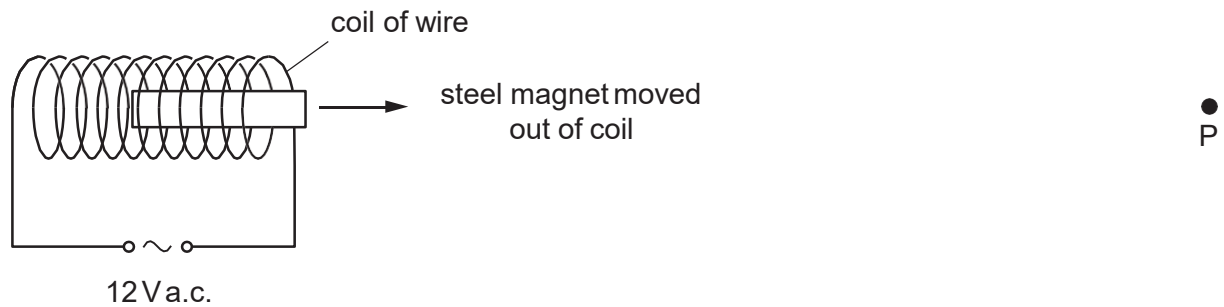 coil of wire
steel magnet moved
out of coil
P
12 V a.c.